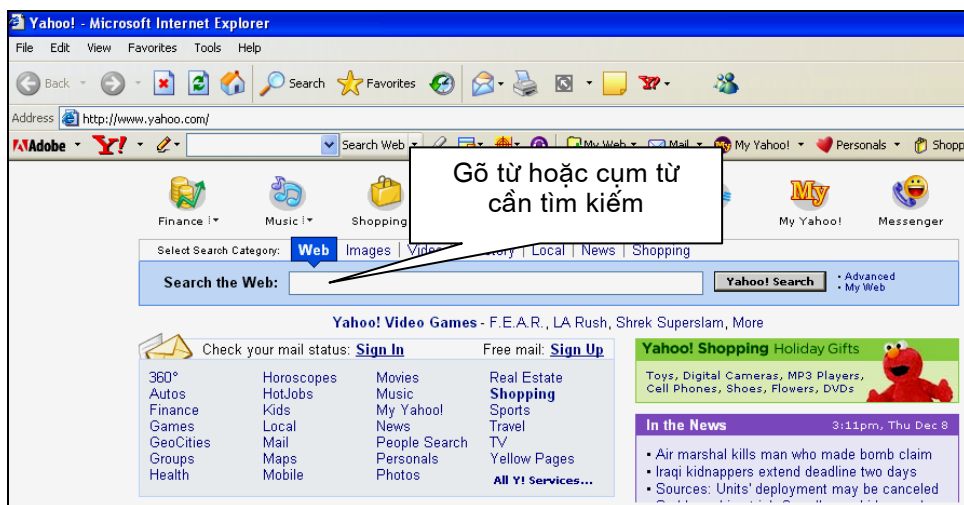 Yahoo! - Microsoft Internet Explorer
File Edit View Favorites Tools Help
Back Search Favorites
Address http://www.yahoo.com/
Adobe Y! Search Web My Web Mail My Yahoo! Personals Shopp
Gõ từ hoặc cụm từ
cần tìm kiếm
Finance Music Shopping My My Yahoo! Messenger
Select Search Category: Web Images | Video | Local | News | Shopping
Search the Web: Yahoo! Search • Advanced
• My Web
Yahoo! Video Games - F.E.A.R., LA Rush, Shrek Superslam, More
Check your mail status: Sign In Free mail: Sign Up
360° Horoscopes Movies Real Estate
Autos HotJobs Music Shopping
Finance Kids My Yahoo! Sports
Games Local News Travel
GeoCities Mail People Search TV
Groups Maps Personals Yellow Pages
Health Mobile Photos All Y! Services...
Yahoo! Shopping Holiday Gifts
Toys, Digital Cameras, MP3 Players,
Cell Phones, Shoes, Flowers, DVDs
In the News 3:11pm, Thu Dec 8
• Air marshal kills man who made bomb claim
• Iraqi kidnappers extend deadline two days
• Sources: Units' deployment may be canceled